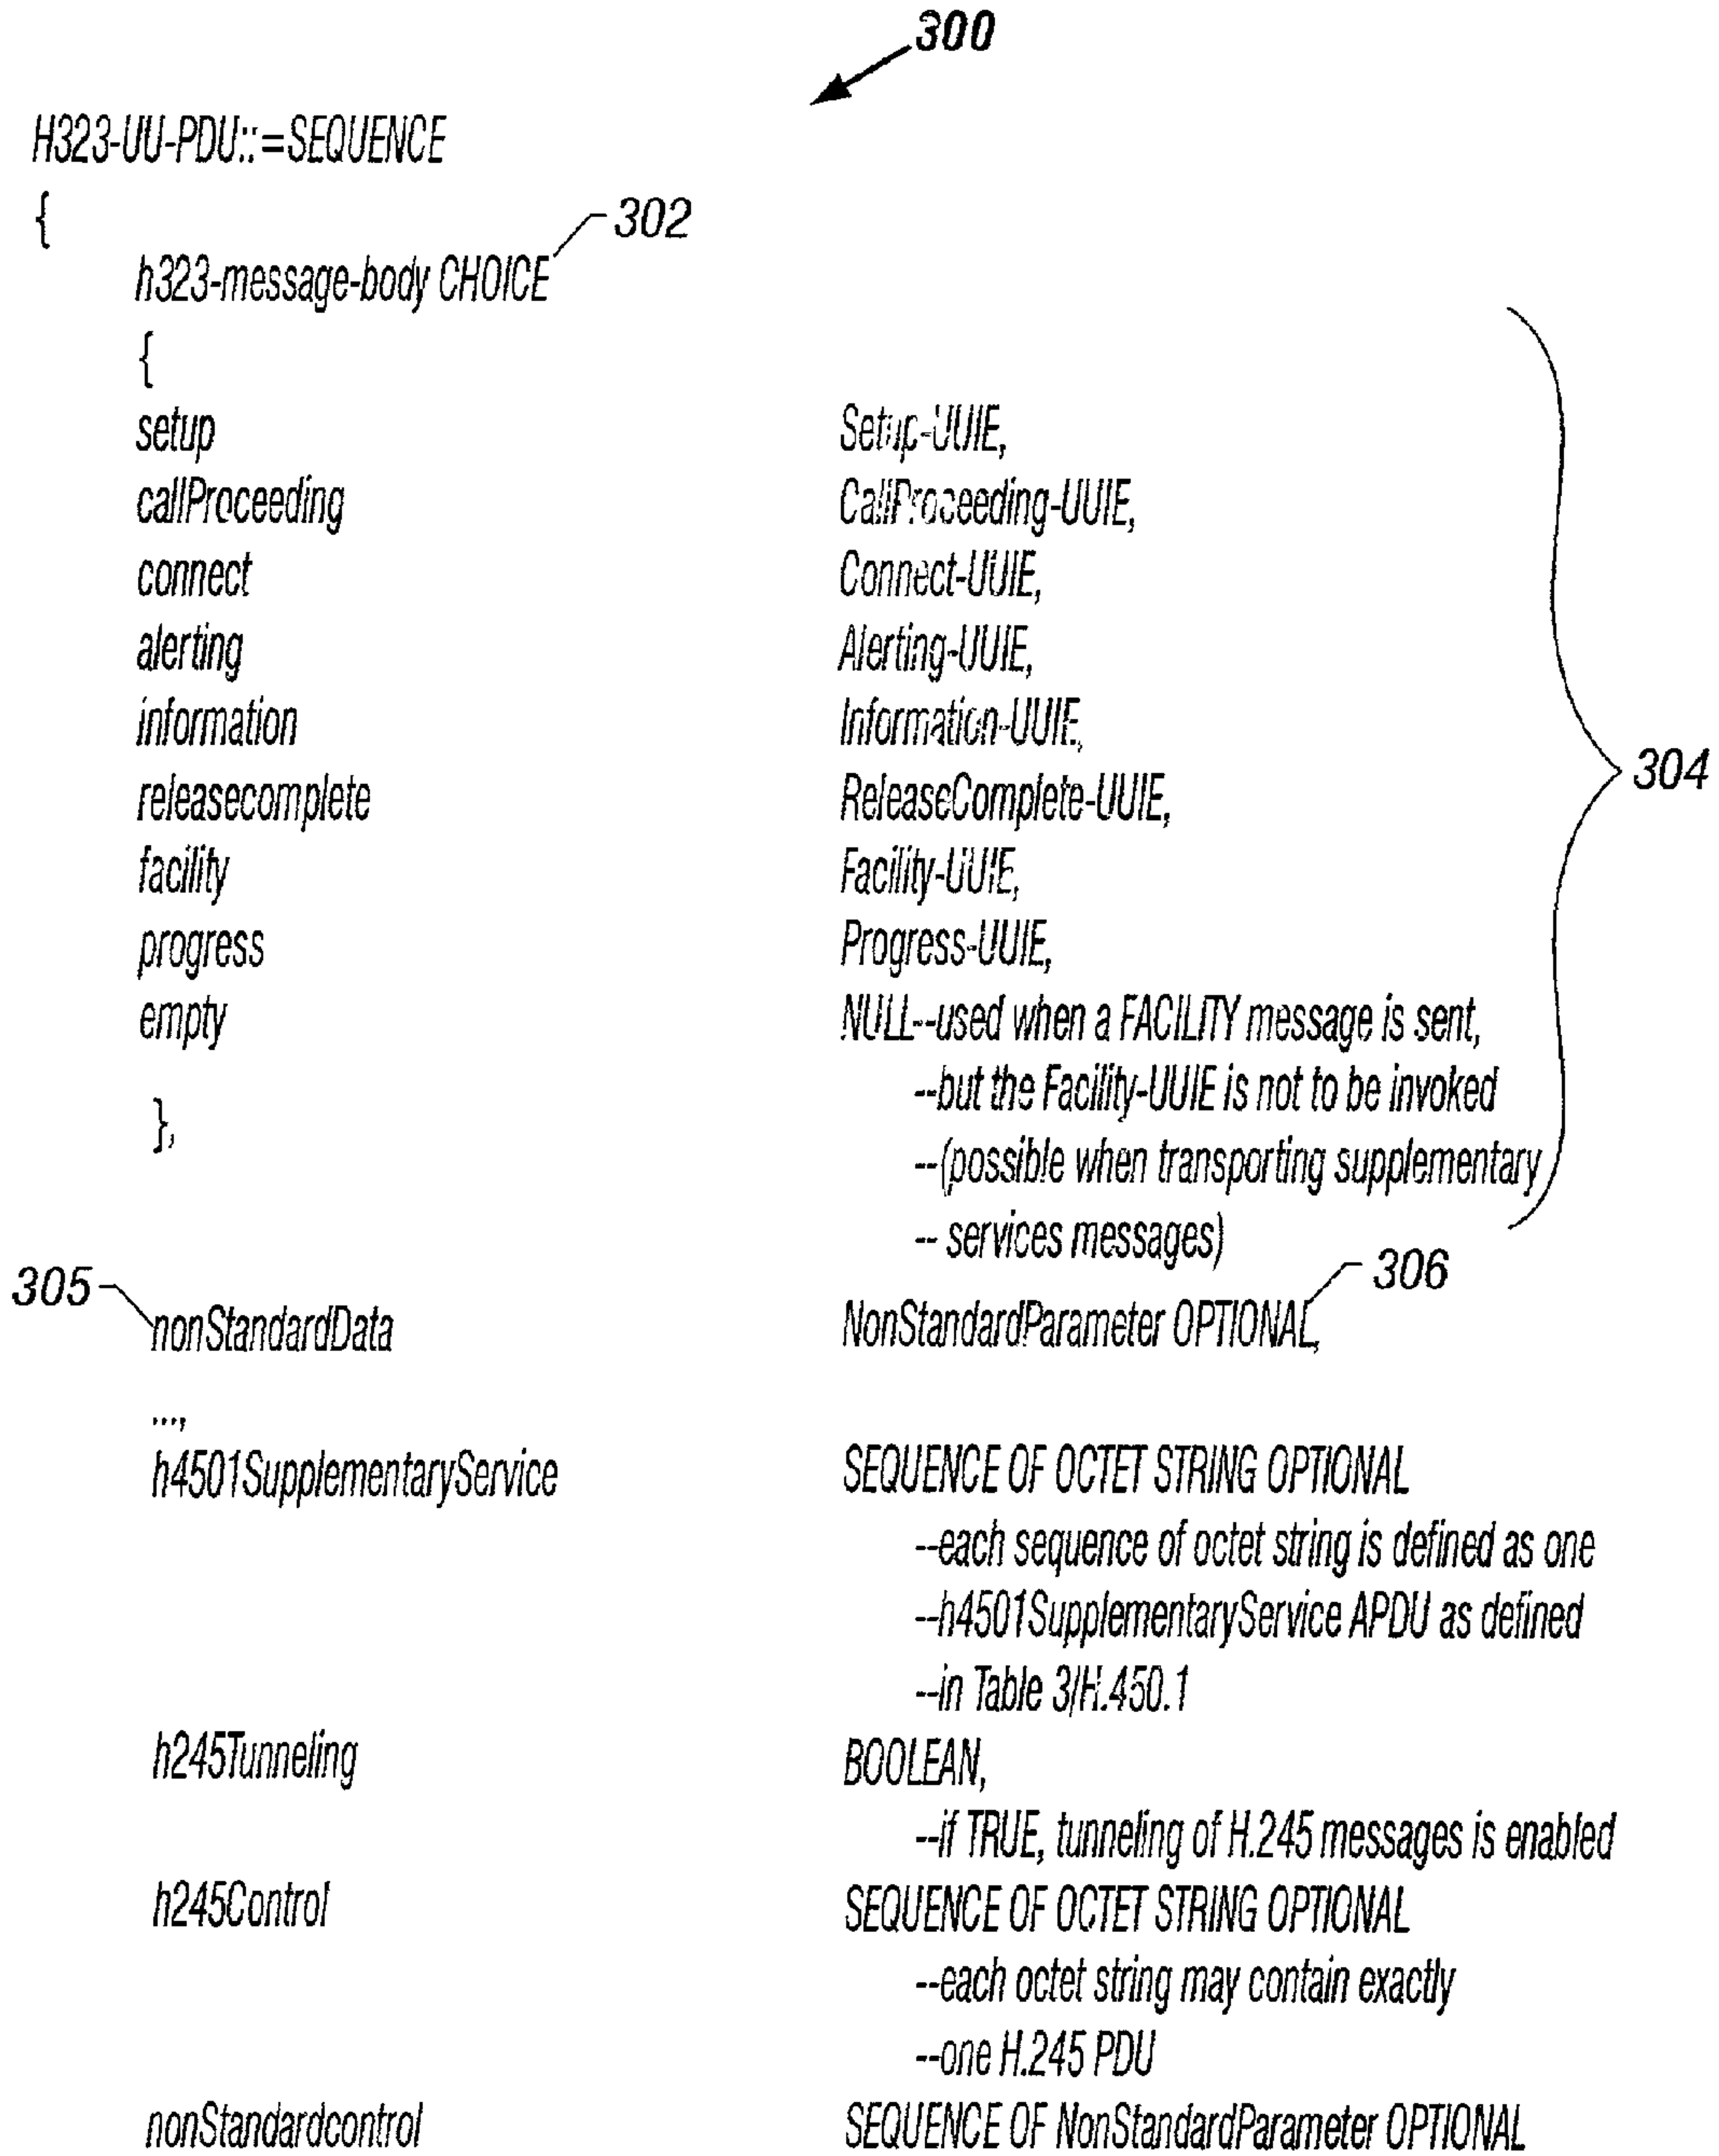 300
H323-UU-PDU::=SEQUENCE
{
302
h323-message-body CHOICE
{
setup Setup-UUIE,
callProceeding CallProceeding-UUIE,
connect Connect-UUIE,
alerting Alerting-UUIE,
information Information-UUIE,
304
releasecomplete ReleaseComplete-UUIE,
facility Facility-UUIE,
progress Progress-UUIE,
empty NULL--used when a FACILITY message is sent,
--but the Facility-UUIE is not to be invoked
},
--(possible when transporting supplementary
-- services messages)
305 306
nonStandardData NonStandardParameter OPTIONAL,
...,
h4501SupplementaryService SEQUENCE OF OCTET STRING OPTIONAL
--each sequence of octet string is defined as one
--h4501SupplementaryService APDU as defined
--in Table 3/H.450.1
h245Tunneling BOOLEAN,
--if TRUE, tunneling of H.245 messages is enabled
h245Control SEQUENCE OF OCTET STRING OPTIONAL
--each octet string may contain exactly
--one H.245 PDU
nonStandardcontrol SEQUENCE OF NonStandardParameter OPTIONAL